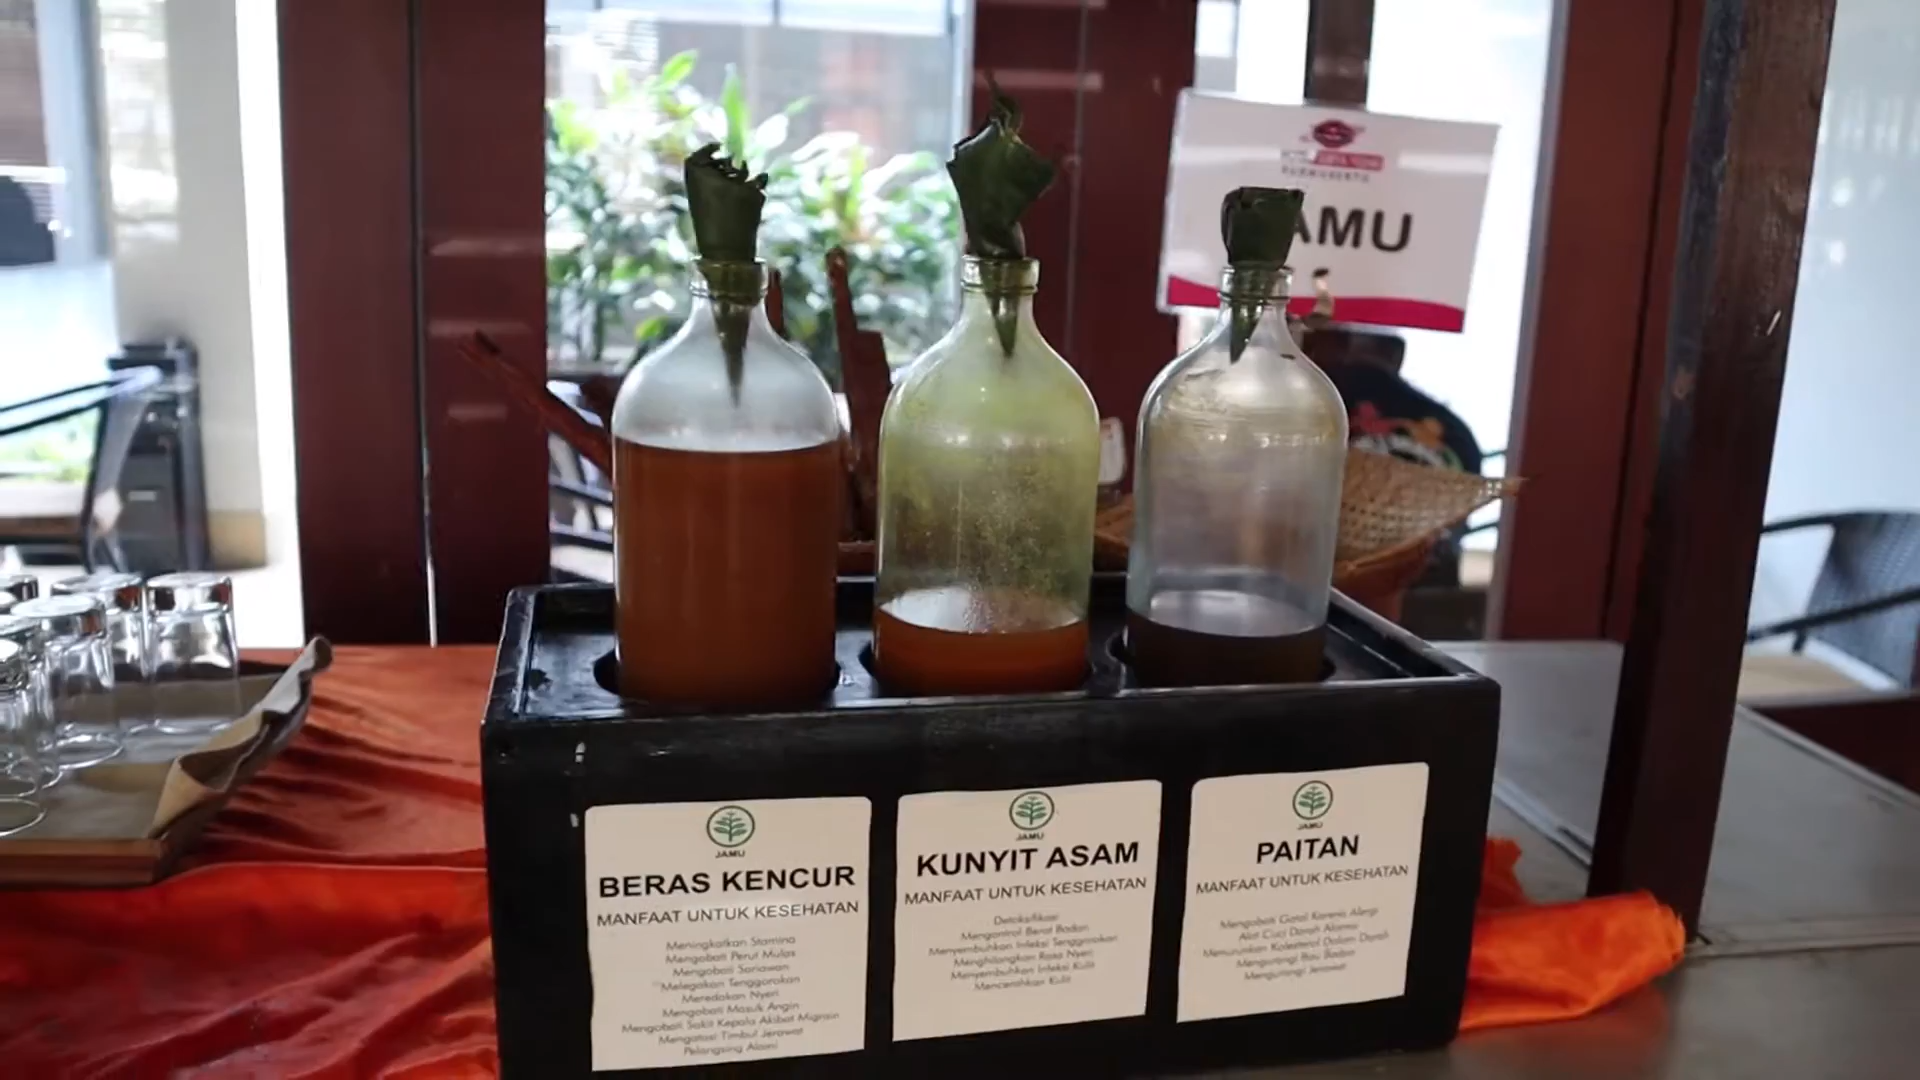 JAMU
JAMU
BERAS KENCUR
MANFAAT UNTUK KESEHATAN
Meningkatkan Stamina
Mengobati Perut Mulas
Mengobati Sariawan
Melegakan Tenggorokan
Meredakan Nyeri
Mengobati Masuk Angin
Mengobati Sakit Kepala Akibat Migrain
Mengatasi Timbul Jerawat
Pelangsing Alami
JAMU
KUNYIT ASAM
MANFAAT UNTUK KESEHATAN
Detoksifikasi
Mengontrol Berat Badan
Menyembuhkan Infeksi Tenggorokan
Menghilangkan Rasa Nyeri
Menyembuhkan Infeksi Kulit
Mencerahkan Kulit
JAMU
PAITAN
MANFAAT UNTUK KESEHATAN
Mengobati Gatal Karena Alergi
Alat Cuci Darah Alamu
Menurunkan Kolesterol Dalam Darah
Mengurangi Bau Badan
Mengurangi Jerawat